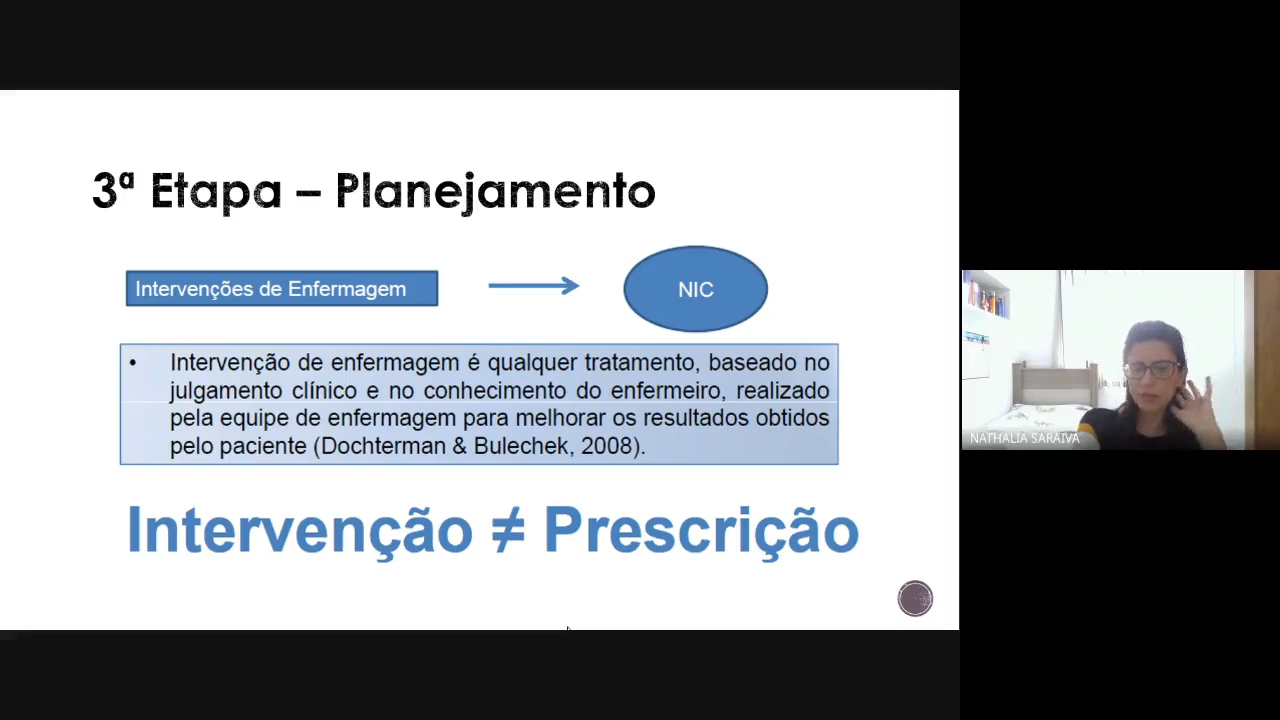 3ª Etapa – Planejamento
Intervenções de Enfermagem
NIC
• Intervenção de enfermagem é qualquer tratamento, baseado no
julgamento clínico e no conhecimento do enfermeiro, realizado
pela equipe de enfermagem para melhorar os resultados obtidos
pelo paciente (Dochterman & Bulechek, 2008).
Intervenção ≠ Prescrição
NATHALIA SARAIVA